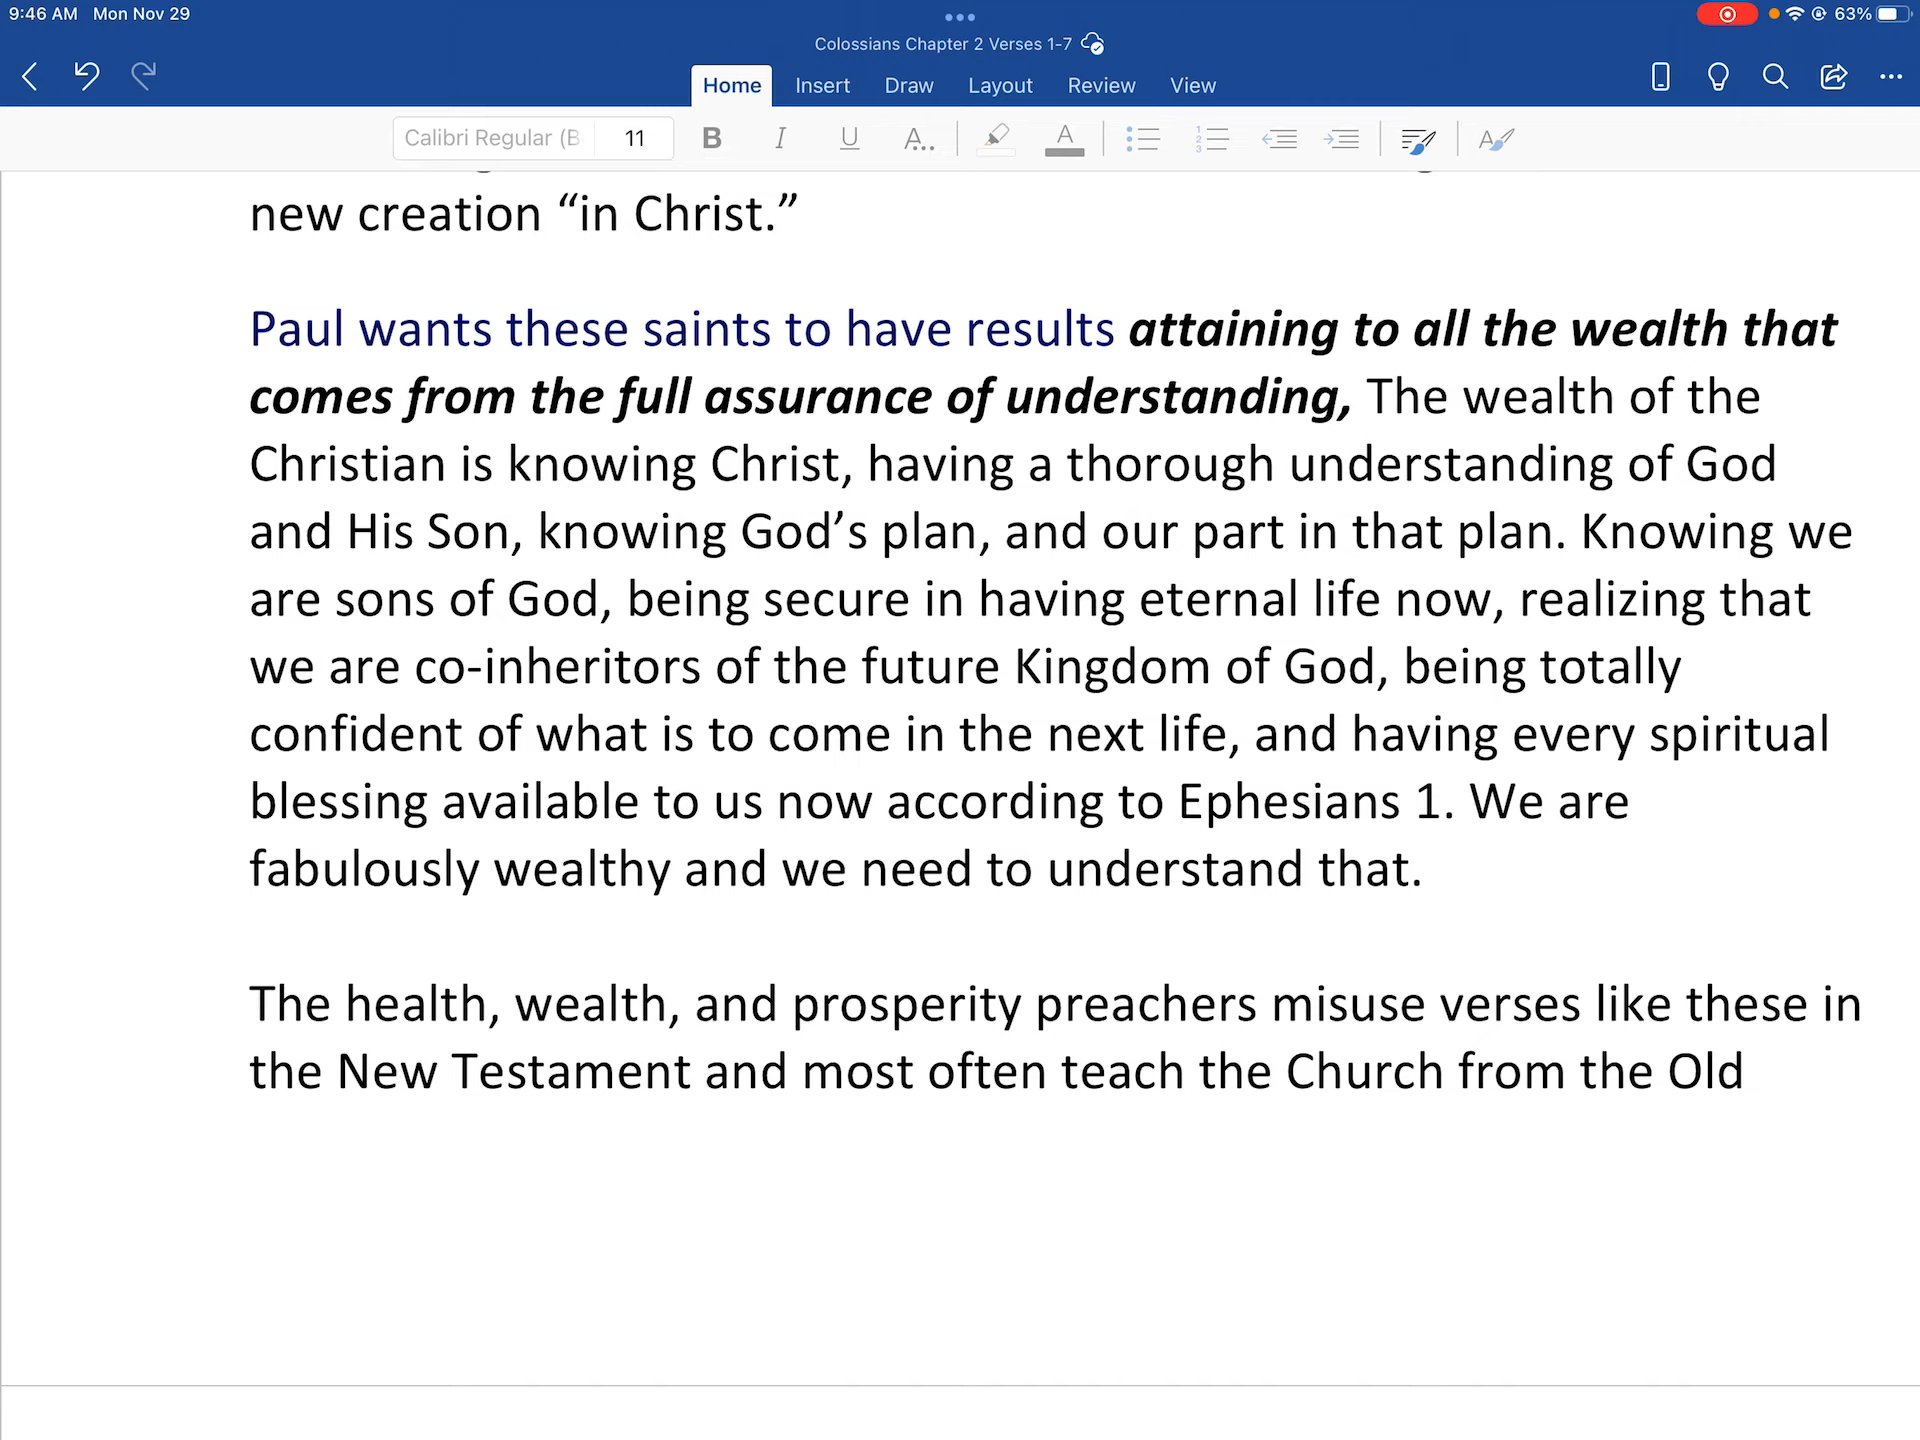 9:46 AM Mon Nov 29
63%
Colossians Chapter 2 Verses 1-7
Home Insert Draw Layout Review View
Calibri Regular (B 11 B I U A.. A
new creation “in Christ.”
Paul wants these saints to have results attaining to all the wealth that
comes from the full assurance of understanding, The wealth of the
Christian is knowing Christ, having a thorough understanding of God
and His Son, knowing God’s plan, and our part in that plan. Knowing we
are sons of God, being secure in having eternal life now, realizing that
we are co-inheritors of the future Kingdom of God, being totally
confident of what is to come in the next life, and having every spiritual
blessing available to us now according to Ephesians 1. We are
fabulously wealthy and we need to understand that.
The health, wealth, and prosperity preachers misuse verses like these in
the New Testament and most often teach the Church from the Old